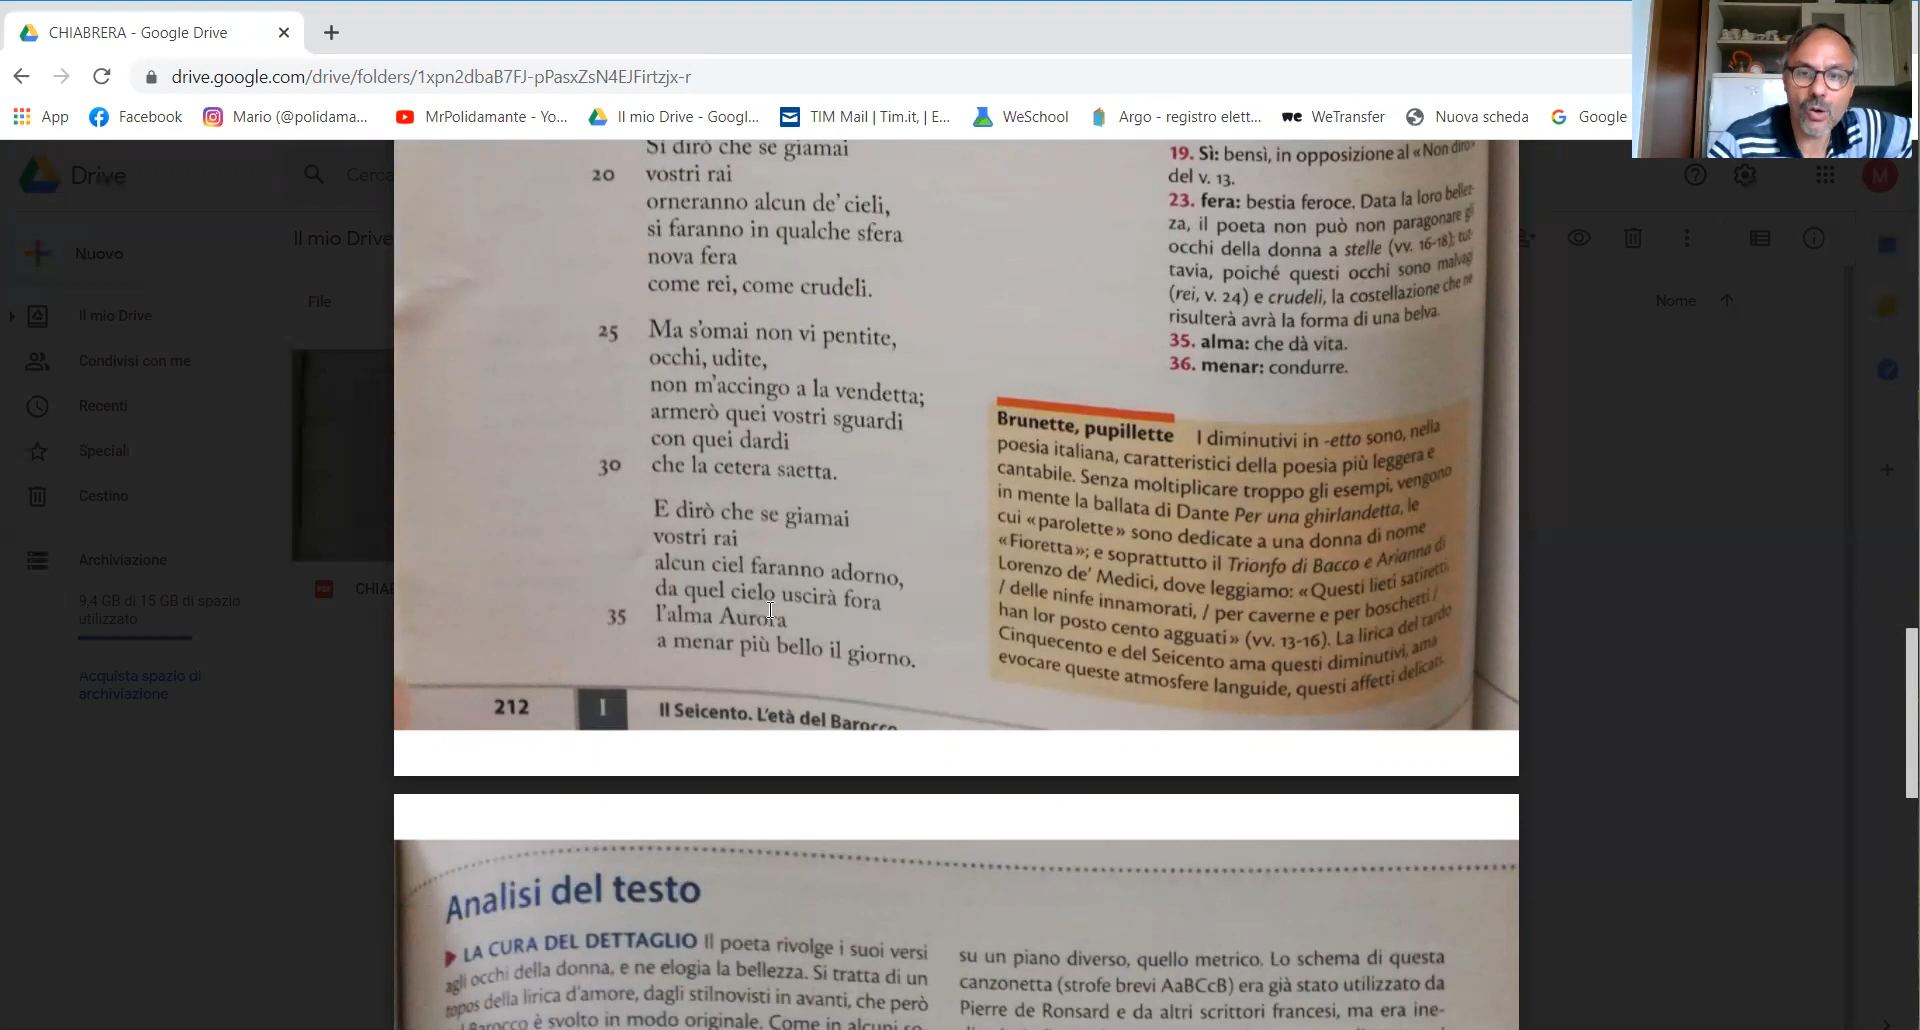 CHIABRERA - Google Drive
drive.google.com/drive/folders/1xpn2dbaB7FJ-pPasxZsN4EJFirtzjx-r
App
Facebook
Mario (@polidama...
MrPolidamante - Yo...
Il mio Drive - Googl...
TIM Mail | Tim.it, | E...
WeSchool
Argo - registro elett...
we WeTransfer
Nuova scheda
Google
Drive
Cerca
M
Nuovo
Il mio Drive
Condivisi con me
Recenti
Speciali
Cestino
Archiviazione
9,4 GB di 15 GB di spazio
utilizzato
Acquista spazio di
archiviazione
Il mio Drive
File
Nome
PDF
CHIAB
Sì dirò che se giamai
20 vostri rai
orneranno alcun de' cieli,
si faranno in qualche sfera
nova fera
come rei, come crudeli.
25 Ma s'omai non vi pentite,
occhi, udite,
non m'accingo a la vendetta;
armerò quei vostri sguardi
con quei dardi
30 che la cetera saetta.
E dirò che se giamai
vostri rai
alcun ciel faranno adorno,
da quel cielo uscirà fora
35 l'alma Aurora
a menar più bello il giorno.
19. Sì: bensì, in opposizione al «Non dirò»
del v. 13.
23. fera: bestia feroce. Data la loro bellez-
za, il poeta non può non paragonare gli
occhi della donna a stelle (vv. 16-18); tut-
tavia, poiché questi occhi sono malvagi
(rei, v. 24) e crudeli, la costellazione che ne
risulterà avrà la forma di una belva.
35. alma: che dà vita.
36. menar: condurre.
Brunette, pupillette I diminutivi in -etto sono, nella
poesia italiana, caratteristici della poesia più leggera e
cantabile. Senza moltiplicare troppo gli esempi, vengono
in mente la ballata di Dante Per una ghirlandetta, le
cui «parolette» sono dedicate a una donna di nome
«Fioretta»; e soprattutto il Trionfo di Bacco e Arianna di
Lorenzo de' Medici, dove leggiamo: «Questi lieti satiretti,
/ delle ninfe innamorati, / per caverne e per boschetti /
han lor posto cento agguati» (vv. 13-16). La lirica del tardo
Cinquecento e del Seicento ama questi diminutivi, ama
evocare queste atmosfere languide, questi affetti delicati.
212 I Il Seicento. L'età del Barocco
Analisi del testo
LA CURA DEL DETTAGLIO Il poeta rivolge i suoi versi
agli occhi della donna, e ne elogia la bellezza. Si tratta di un
topos della lirica d'amore, dagli stilnovisti in avanti, che però
Barocco è svolto in modo originale. Come in alcuni so-
su un piano diverso, quello metrico. Lo schema di questa
canzonetta (strofe brevi AaBCcB) era già stato utilizzato da
Pierre de Ronsard e da altri scrittori francesi, ma era ine-